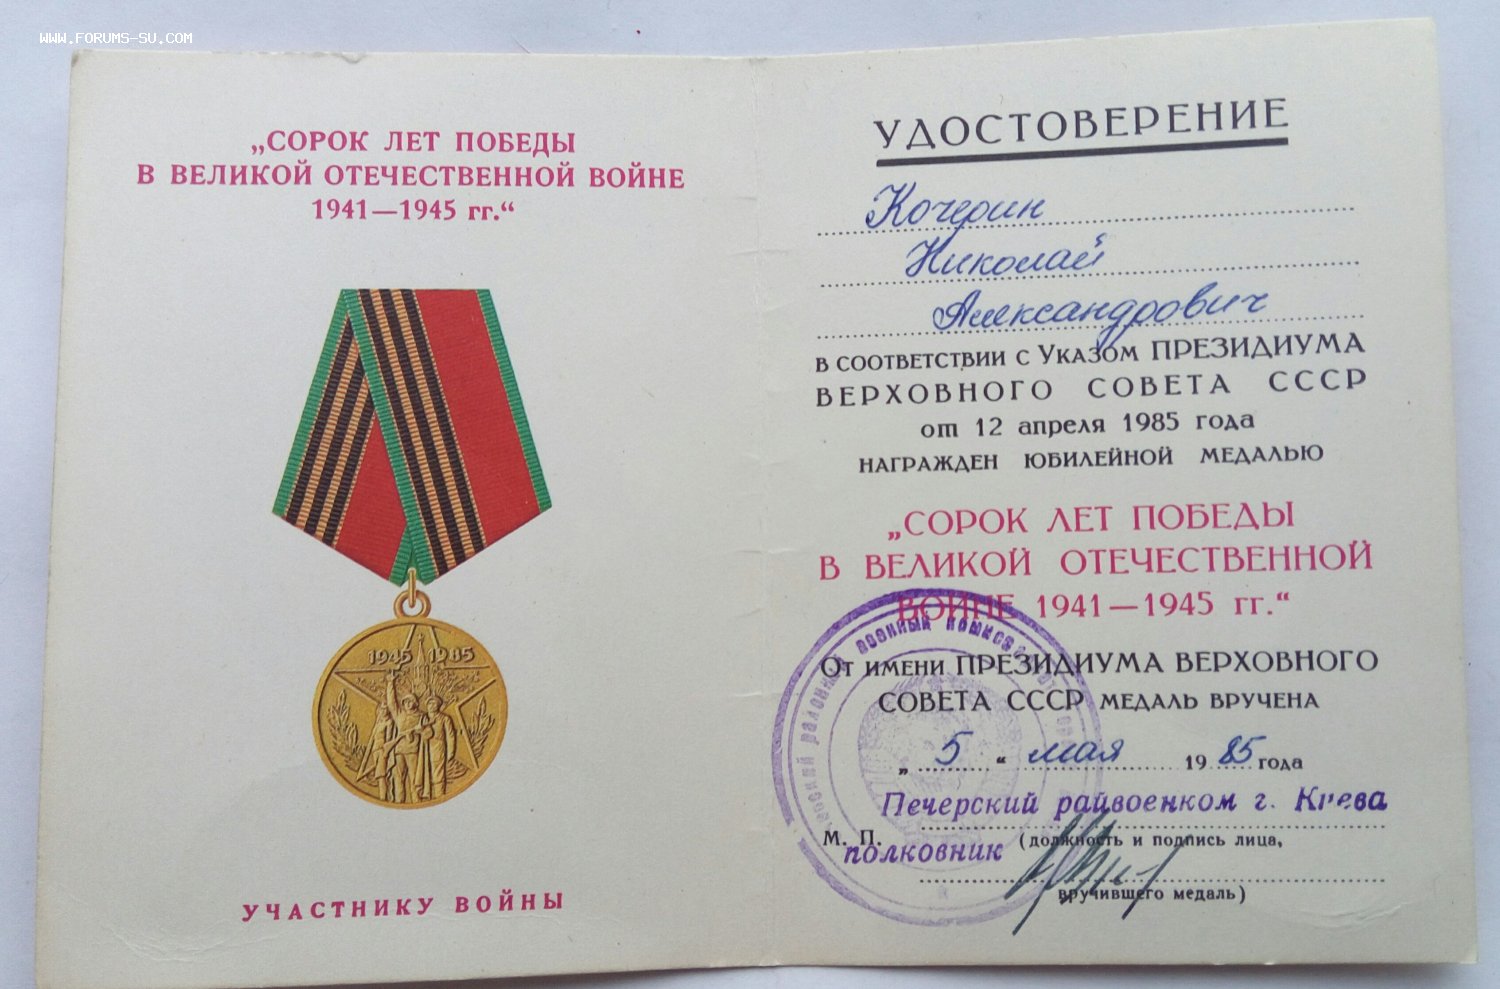 www.forums-su.com
„СОРОК ЛЕТ ПОБЕДЫ
В ВЕЛИКОЙ ОТЕЧЕСТВЕННОЙ ВОЙНЕ
1941—1945 гг.“
1945 1985
УЧАСТНИКУ ВОЙНЫ
УДОСТОВЕРЕНИЕ
Кочерин
Николай
Александрович
в соответствии с Указом ПРЕЗИДИУМА
ВЕРХОВНОГО СОВЕТА СССР
от 12 апреля 1985 года
НАГРАЖДЕН ЮБИЛЕЙНОЙ МЕДАЛЬЮ
„СОРОК ЛЕТ ПОБЕДЫ
В ВЕЛИКОЙ ОТЕЧЕСТВЕННОЙ
ВОЙНЕ 1941—1945 гг.“
От имени ПРЕЗИДИУМА ВЕРХОВНОГО
СОВЕТА СССР МЕДАЛЬ ВРУЧЕНА
„ 5 “ мая 1985 года
Печерский райвоенком г. Киева
М. П. полковник (должность и подпись лица,
вручившего медаль)
районный военный